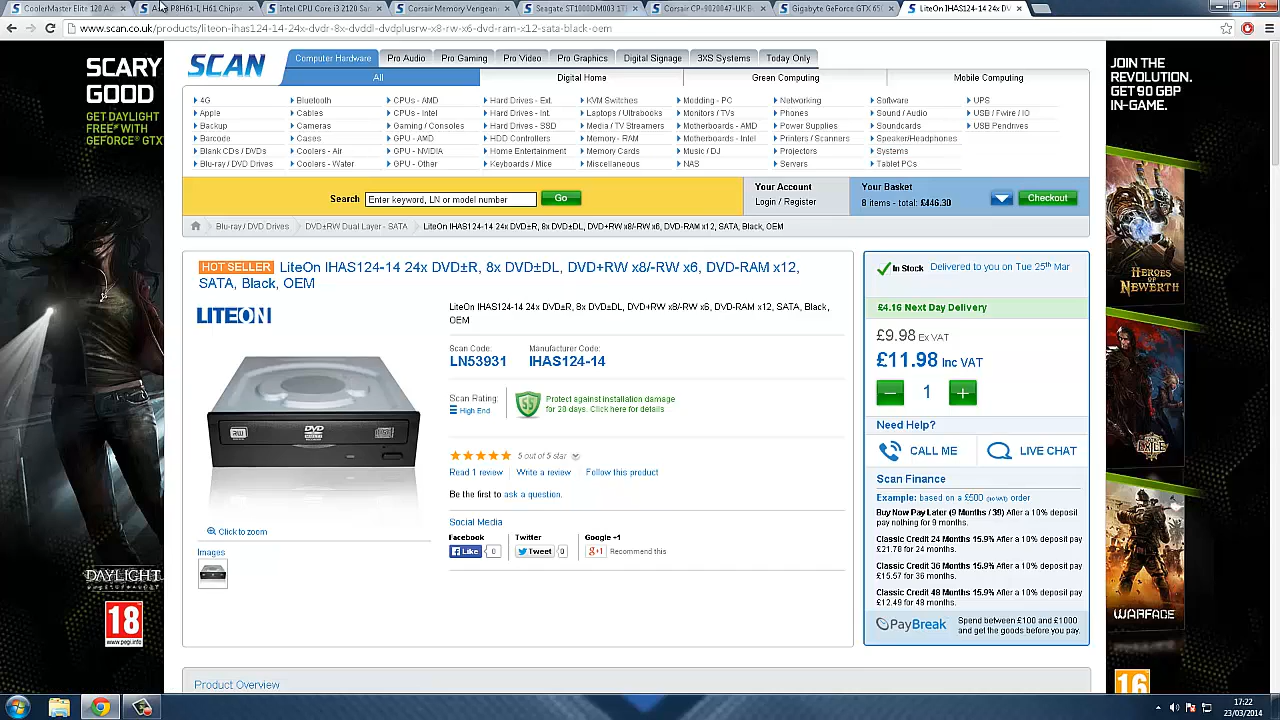 CoolerMaster Elite 120 Adv
P8H61-I, H61 Chipse
Intel CPU Core i3 2120 Sa
Corsair Memory Vengeanc
Seagate ST1000DM003 1T
Corsair CP-9020047-UK B
Gigabyte GeForce GTX 65
LiteOn IHAS124-14 24x DV
www.scan.co.uk/products/liteon-ihas124-14-24x-dvdr-8x-dvddl-dvdplusrw-x8-rw-x6-dvd-ram-x12-sata-black-oem
SCARY
GOOD
GET DAYLIGHT
FREE* WITH
GEFORCE® GTX
DAYLIGHT
18
www.pegi.info
SCAN
Computer Hardware
Pro Audio
Pro Gaming
Pro Video
Pro Graphics
Digital Signage
3XS Systems
Today Only
All
Digital Home
Green Computing
Mobile Computing
4G
Bluetooth
CPUs - AMD
Hard Drives - Ext.
KVM Switches
Modding - PC
Networking
Software
UPS
Apple
Cables
CPUs - Intel
Hard Drives - Int.
Laptops / Ultrabooks
Monitors / TVs
Phones
Sound / Audio
USB / Fwire / IO
Backup
Cameras
Gaming / Consoles
Hard Drives - SSD
Media / TV Streamers
Motherboards - AMD
Soundcards
USB Pendrives
Barcode
Cases
GPU - AMD
HDD Controllers
Memory - RAM
Motherboards - Intel
Speakers/Headphones
Blank CDs / DVDs
Coolers - Air
GPU - NVIDIA
Home Entertainment
Memory Cards
Music / DJ
Projectors
Systems
Blu-ray / DVD Drives
Coolers - Water
GPU - Other
Keyboards / Mice
Miscellaneous
NAS
Servers
Tablet PCs
Search
Enter keyword, LN or model number
Go
Your Account
Login / Register
Your Basket
8 items - total: £446.30
Checkout
Blu-ray / DVD Drives
DVD±RW Dual Layer - SATA
LiteOn IHAS124-14 24x DVD±R, 8x DVD±DL, DVD+RW x8/-RW x6, DVD-RAM x12, SATA, Black, OEM
HOT SELLER LiteOn IHAS124-14 24x DVD±R, 8x DVD±DL, DVD+RW x8/-RW x6, DVD-RAM x12,
SATA, Black, OEM
LITEON
RW
DVD
Click to zoom
Images
LiteOn IHAS124-14 24x DVD±R, 8x DVD±DL, DVD+RW x8/-RW x6, DVD-RAM x12, SATA, Black,
OEM
Scan Code:
Manufacturer Code:
LN53931
IHAS124-14
Scan Rating:
High End
Protect against installation damage
for 28 days. Click here for details
5 out of 5 star
Read 1 review
Write a review
Follow this product
Be the first to ask a question.
Social Media
Facebook
Twitter
Google +1
Like
0
Tweet
0
g+1
Recommend this
Product Overview
In Stock
Delivered to you on Tue 25th Mar
£4.16 Next Day Delivery
£9.98 Ex VAT
£11.98 Inc VAT
1
Need Help?
CALL ME
LIVE CHAT
Scan Finance
Example: based on a £500 order
Buy Now Pay Later (9 Months / 39) After a 10% deposit
pay nothing for 9 months.
Classic Credit 24 Months 15.9% After a 10% deposit pay
£21.78 for 24 months.
Classic Credit 36 Months 15.9% After a 10% deposit pay
£15.57 for 36 months.
Classic Credit 48 Months 15.9% After a 10% deposit pay
£12.49 for 48 months.
PayBreak
Spend between £100 and £1000
and get goods before you pay.
JOIN THE
REVOLUTION.
GET 90 GBP
IN-GAME.
HEROES
OF
NEWERTH
EXILE
WARFACE
16
17:22
23/03/2014